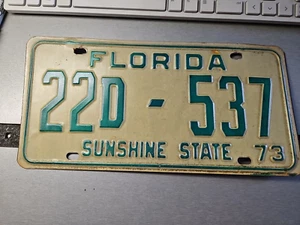 FLORIDA
22D - 537
SUNSHINE STATE 73